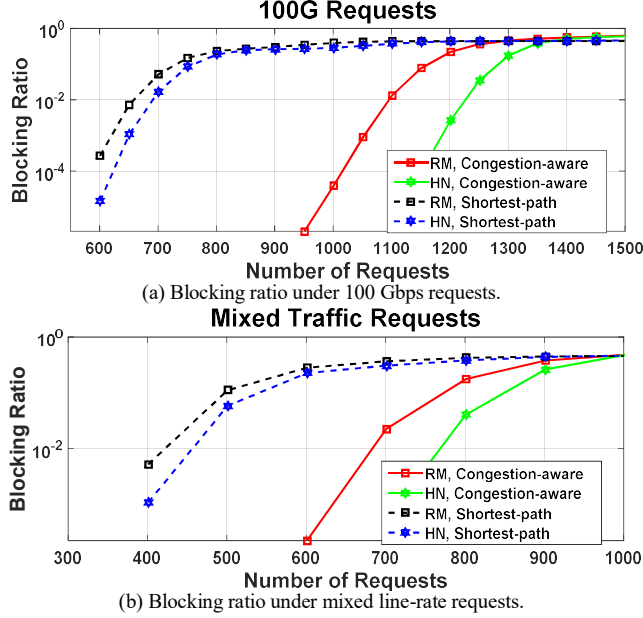 100G Requests
Blocking Ratio
10^0
10^-2
10^-4
RM, Congestion-aware
HN, Congestion-aware
RM, Shortest-path
HN, Shortest-path
600 700 800 900 1000 1100 1200 1300 1400 1500
Number of Requests
(a) Blocking ratio under 100 Gbps requests.
Mixed Traffic Requests
Blocking Ratio
10^0
10^-2
RM, Congestion-aware
HN, Congestion-aware
RM, Shortest-path
HN, Shortest-path
300 400 500 600 700 800 900 1000
Number of Requests
(b) Blocking ratio under mixed line-rate requests.